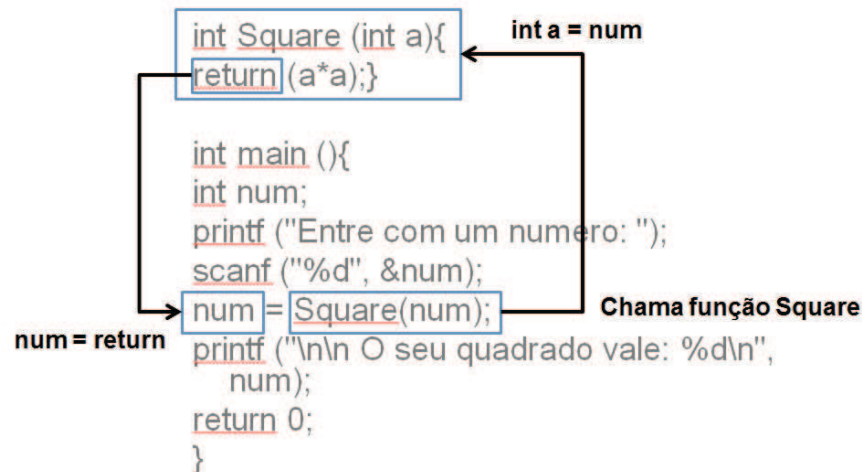 int Square (int a){
int a = num
return (a*a);}
int main (){
int num;
printf ("Entre com um numero: ");
scanf ("%d", &num);
num = Square(num);
Chama função Square
num = return
printf ("\n\n O seu quadrado vale: %d\n",
num);
return 0;
}